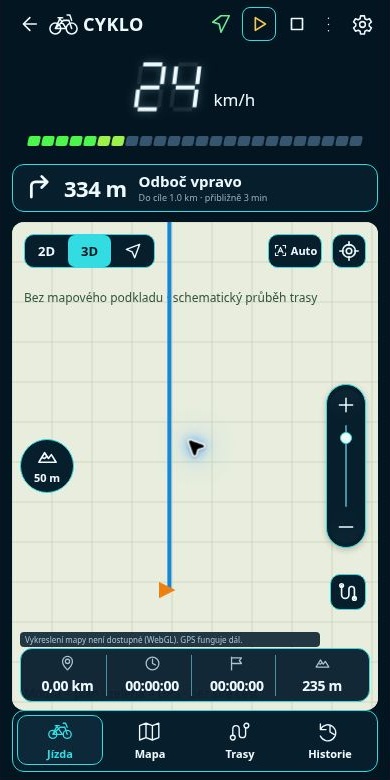 CYKLO
24 km/h
334 m
Odboč vpravo
Do cíle 1.0 km · přibližně 3 min
2D
3D
Auto
Bez mapového podkladu · schematický průběh trasy
50 m
Vykreslení mapy není dostupné (WebGL). GPS funguje dál.
0,00 km
00:00:00
00:00:00
235 m
Jízda
Mapa
Trasy
Historie